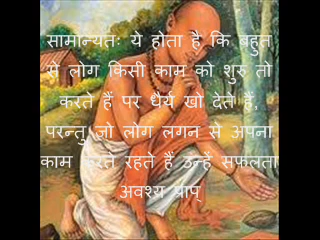 सामान्यतः ये होता है कि बहुत
से लोग किसी काम को शुरु तो
करते हैं पर धैर्य खो देते हैं,
परन्तु जो लोग लगन से अपना
काम करते रहते हैं उन्हें सफलता
अवश्य प्राप्